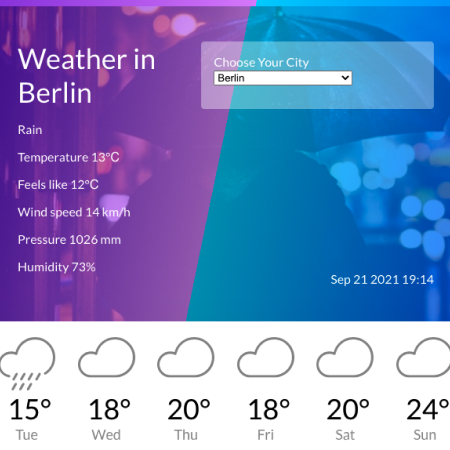 Weather in
Berlin
Choose Your City
Berlin
Rain
Temperature 13°C
Feels like 12°C
Wind speed 14 km/h
Pressure 1026 mm
Humidity 73%
Sep 21 2021 19:14
15° 18° 20° 18° 20° 24°
Tue Wed Thu Fri Sat Sun